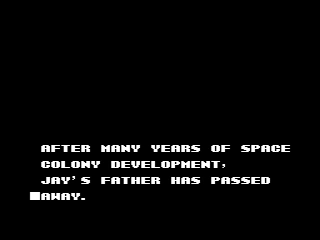 AFTER MANY YEARS OF SPACE
COLONY DEVELOPMENT,
JAY'S FATHER HAS PASSED
AWAY.